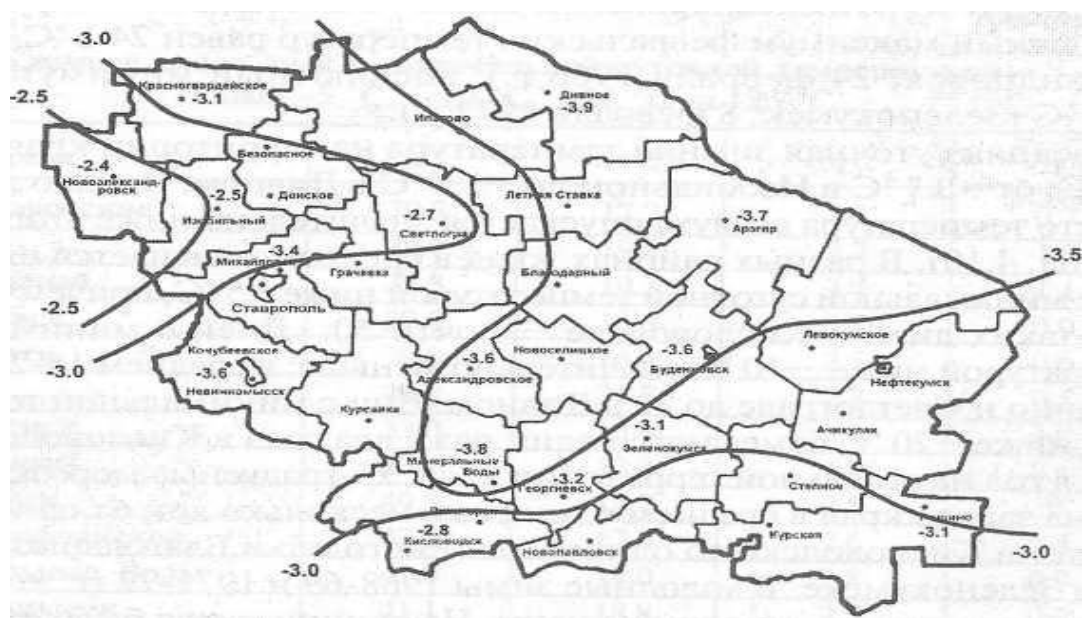 -3.0
-2.5
Красногвардейское
-3.1
Дивное
-3.9
Ипатово
Безопасное
-2.4
Новоалександ-
ровск
-2.5
Донское
Изобильный
-2.7
Светлоград
Летняя Ставка
-3.7
Арзгир
-3.4
Грачевка
Благодарный
-3.5
Ставрополь
-2.5
-3.0
Кочубеевское
-3.6
Невинномысск
-3.6
Александровское
Новоселицкое
-3.6
Буденновск
Левокумское
Нефтекумск
Курсавка
-3.1
Зеленокумск
Ачикулак
-3.8
Минеральные
Воды
-3.2
Георгиевск
Степное
-2.8
Кисловодск
Новопавловск
Курская
-3.1
-3.0
-3.0